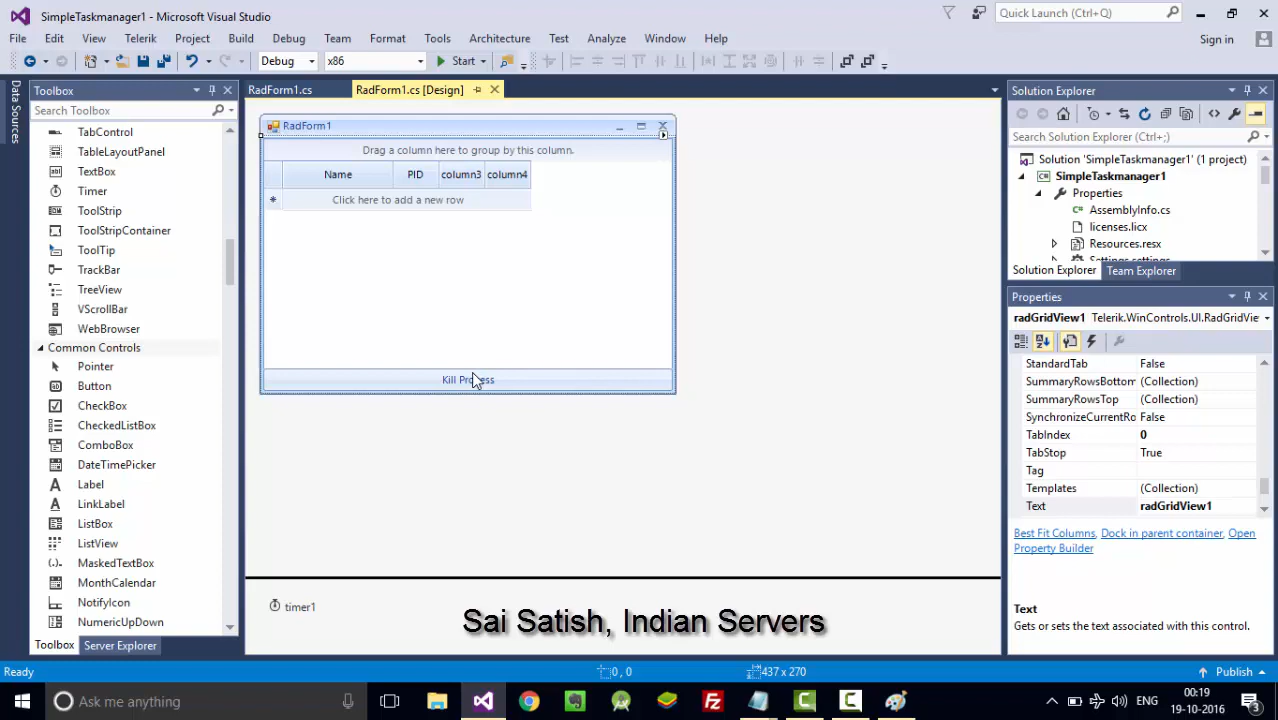 SimpleTaskmanager1 - Microsoft Visual Studio
Quick Launch (Ctrl+Q)
File Edit View Telerik Project Build Debug Team Format Tools Architecture Test Analyze Window Help
Sign in
Debug x86 Start
Data Sources
Toolbox
Search Toolbox
TabControl
TableLayoutPanel
TextBox
Timer
ToolStrip
ToolStripContainer
ToolTip
TrackBar
TreeView
VScrollBar
WebBrowser
Common Controls
Pointer
Button
CheckBox
CheckedListBox
ComboBox
DateTimePicker
Label
LinkLabel
ListBox
ListView
MaskedTextBox
MonthCalendar
NotifyIcon
NumericUpDown
Toolbox Server Explorer
RadForm1.cs RadForm1.cs [Design]
RadForm1
Drag a column here to group by this column.
Name PID column3 column4
Click here to add a new row
Kill Process
timer1
Sai Satish, Indian Servers
Solution Explorer
Search Solution Explorer (Ctrl+;)
Solution 'SimpleTaskmanager1' (1 project)
SimpleTaskmanager1
Properties
AssemblyInfo.cs
licenses.licx
Resources.resx
Settings.settings
Solution Explorer Team Explorer
Properties
radGridView1 Telerik.WinControls.UI.RadGridVie
StandardTab False
SummaryRowsBottom (Collection)
SummaryRowsTop (Collection)
SynchronizeCurrentRo False
TabIndex 0
TabStop True
Tag
Templates (Collection)
Text radGridView1
Best Fit Columns, Dock in parent container, Open
Property Builder
Text
Gets or sets the text associated with this control.
Ready 0, 0 437 x 270 Publish
Ask me anything
ENG
00:19
19-10-2016
3